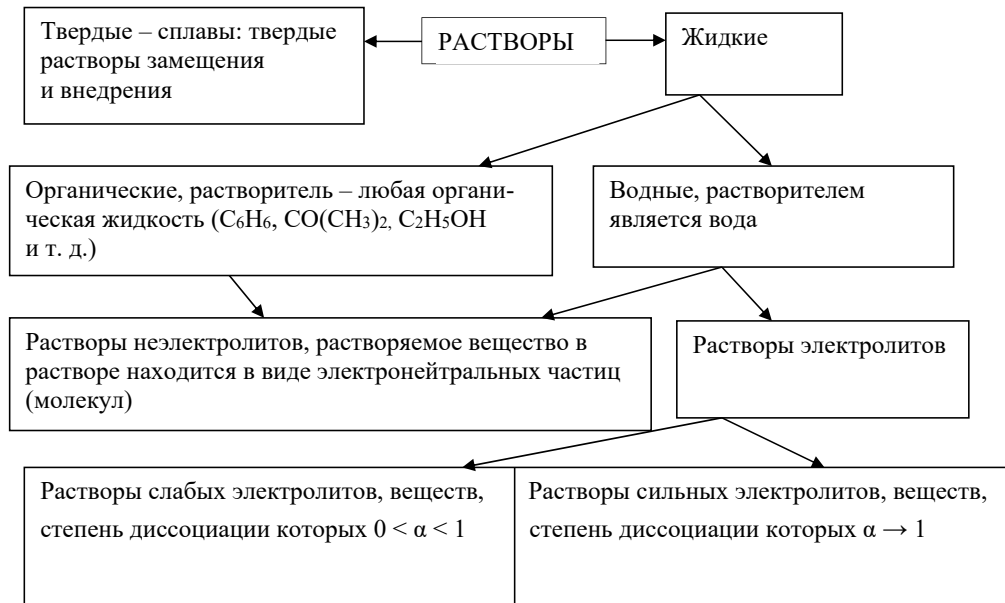 Твердые – сплавы: твердые
растворы замещения
и внедрения
РАСТВОРЫ
Жидкие
Органические, растворитель – любая органи-
ческая жидкость (C₆H₆, CO(CH₃)₂, C₂H₅OH
и т. д.)
Водные, растворителем
является вода
Растворы неэлектролитов, растворяемое вещество в
растворе находится в виде электронейтральных частиц
(молекул)
Растворы электролитов
Растворы слабых электролитов, веществ,
степень диссоциации которых 0 < α < 1
Растворы сильных электролитов, веществ,
степень диссоциации которых α → 1